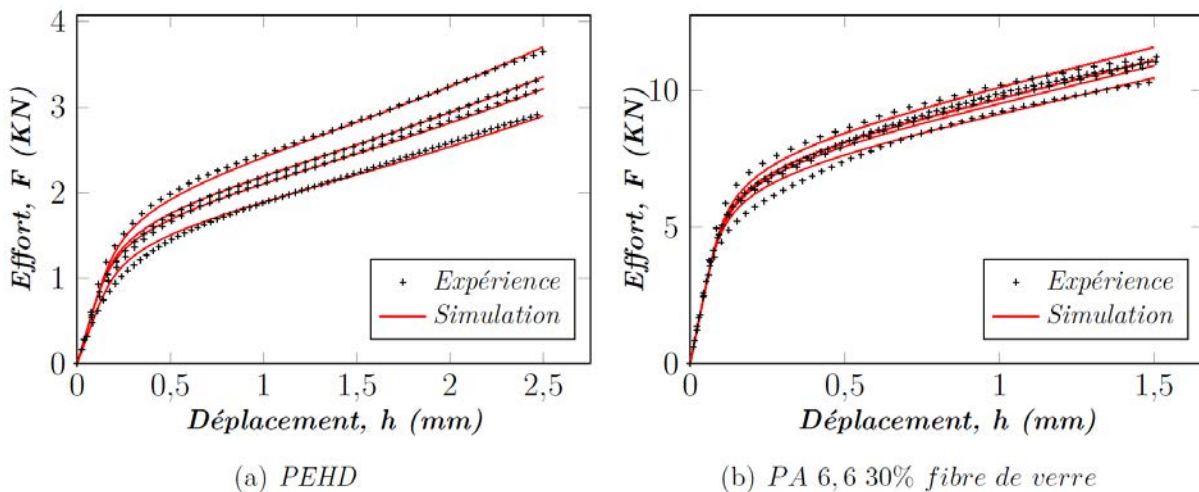 4
3
2
1
0
Effort, F (KN)
0 0,5 1 1,5 2 2,5
Déplacement, h (mm)
Expérience
Simulation
(a) PEHD
10
5
0
Effort, F (KN)
0 0,5 1 1,5
Déplacement, h (mm)
Expérience
Simulation
(b) PA 6,6 30% fibre de verre